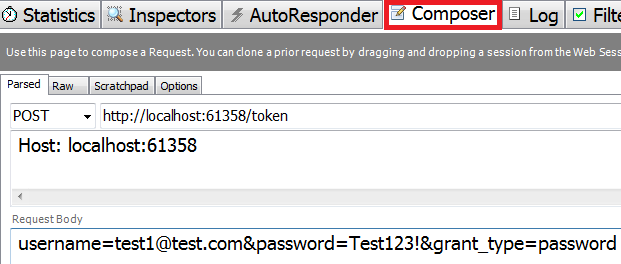 Statistics Inspectors AutoResponder Composer Log Filte
Use this page to compose a Request. You can clone a prior request by dragging and dropping a session from the Web Sess
Parsed Raw Scratchpad Options
POST http://localhost:61358/token
Host: localhost:61358
Request Body
username=test1@test.com&password=Test123!&grant_type=password